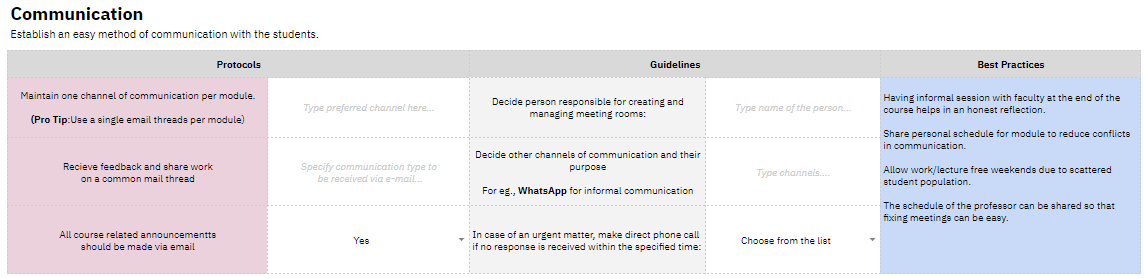 Communication
Establish an easy method of communication with the students.
Protocols
Guidelines
Best Practices
Maintain one channel of communication per module.
(Pro Tip:Use a single email threads per module)
Type preferred channel here...
Decide person responsible for creating and
managing meeting rooms:
Type name of the person...
Having informal session with faculty at the end of the
course helps in an honest reflection.
Share personal schedule for module to reduce conflicts
in communication.
Allow work/lecture free weekends due to scattered
student population.
The schedule of the professor can be shared so that
fixing meetings can be easy.
Recieve feedback and share work
on a common mail thread
Specify communication type to
be received via e-mail...
Decide other channels of communication and their
purpose
For eg., WhatsApp for informal communication
Type channels....
All course related announcementts
should be made via email
Yes
In case of an urgent matter, make direct phone call
if no response is received within the specified time:
Choose from the list